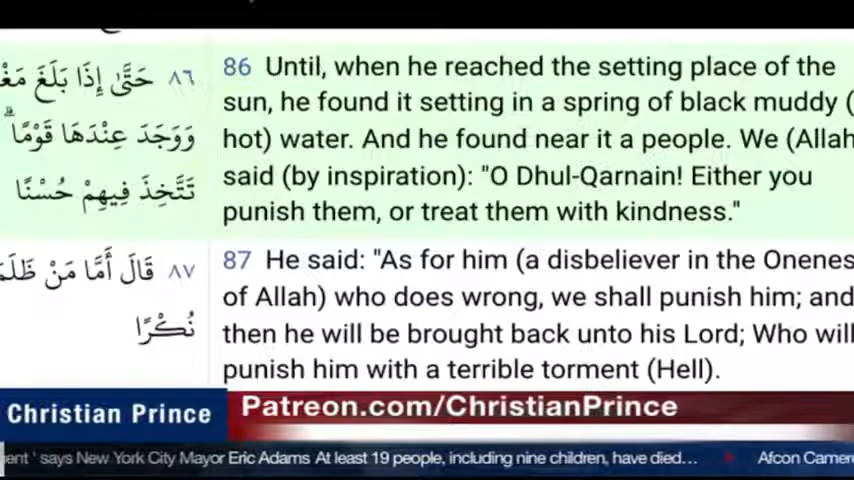 ٨٦ حَتَّىٰ إِذَا بَلَغَ
وَوَجَدَ عِنْدَهَا قَوْمًا
تَتَّخِذَ فِيهِمْ حُسْنًا
86 Until, when he reached the setting place of the
sun, he found it setting in a spring of black muddy (
hot) water. And he found near it a people. We (Allah
said (by inspiration): "O Dhul-Qarnain! Either you
punish them, or treat them with kindness."
٨٧ قَالَ أَمَّا مَنْ ظَلَمَ
نُكْرًا
87 He said: "As for him (a disbeliever in the Onenes
of Allah) who does wrong, we shall punish him; and
then he will be brought back unto his Lord; Who will
punish him with a terrible torment (Hell).
Christian Prince
Patreon.com/ChristianPrince
ent ' says New York City Mayor Eric Adams At least 19 people, including nine children, have died... Afcon Camer